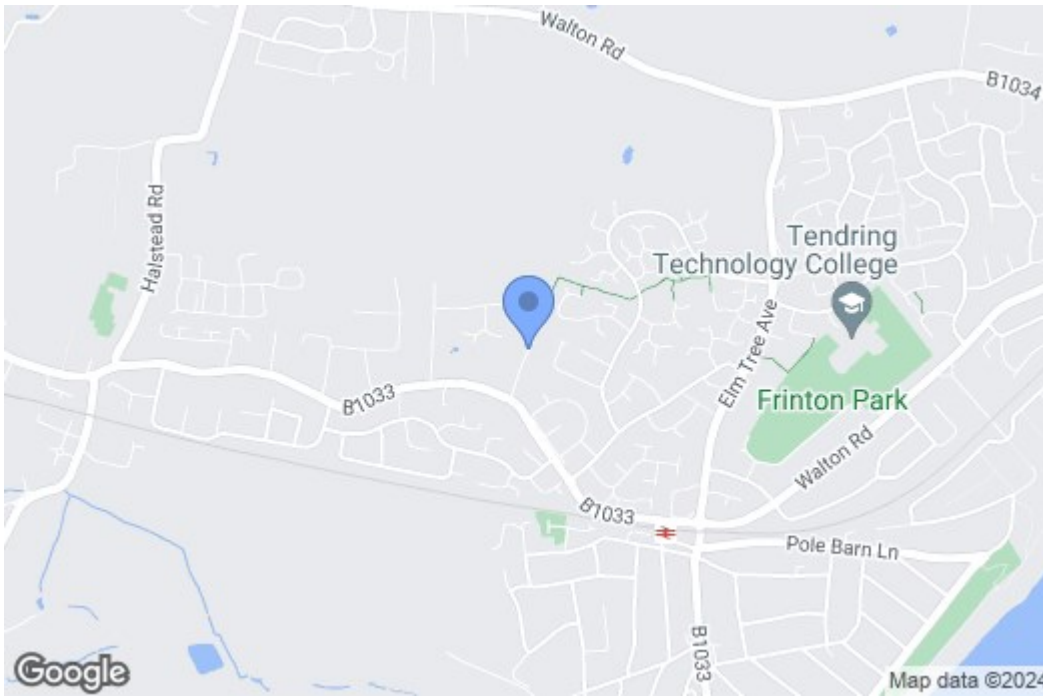 Walton Rd
B1034
Halstead Rd
Tendring
Technology College
Elm Tree Ave
B1033
Frinton Park
Walton Rd
B1033
Pole Barn Ln
B1033
Google
Map data ©2024